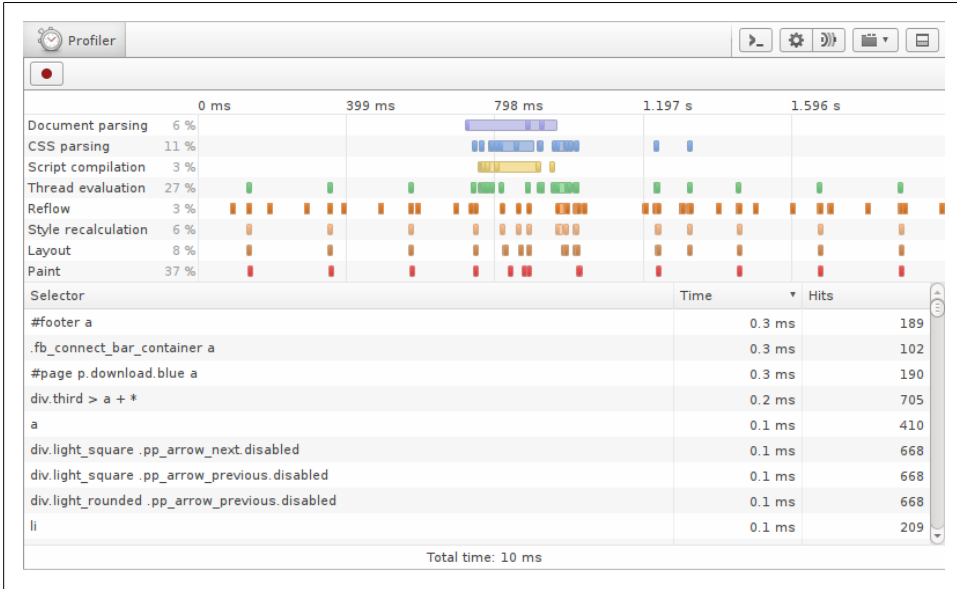 Profiler
0 ms 399 ms 798 ms 1.197 s 1.596 s
Document parsing 6 %
CSS parsing 11 %
Script compilation 3 %
Thread evaluation 27 %
Reflow 3 %
Style recalculation 6 %
Layout 8 %
Paint 37 %
Selector Time Hits
#footer a 0.3 ms 189
.fb_connect_bar_container a 0.3 ms 102
#page p.download.blue a 0.3 ms 190
div.third > a + * 0.2 ms 705
a 0.1 ms 410
div.light_square .pp_arrow_next.disabled 0.1 ms 668
div.light_square .pp_arrow_previous.disabled 0.1 ms 668
div.light_rounded .pp_arrow_previous.disabled 0.1 ms 668
li 0.1 ms 209
Total time: 10 ms